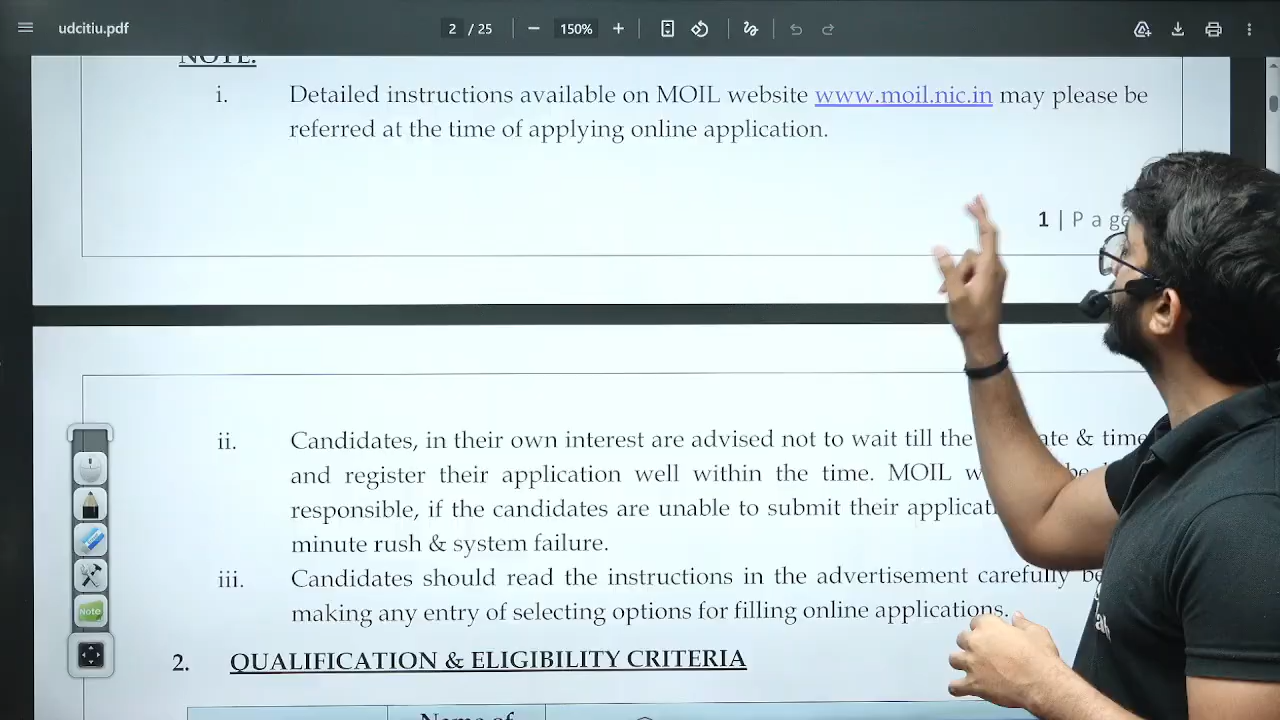 udcitiu.pdf
2 / 25
150%
NOTE:
i. Detailed instructions available on MOIL website www.moil.nic.in may please be
referred at the time of applying online application.
1 | P a g e
ii. Candidates, in their own interest are advised not to wait till the & time
and register their application well within the time. MOIL
responsible, if the candidates are unable to submit their
minute rush & system failure.
iii. Candidates should read the instructions in the advertisement carefully
making any entry of selecting options for filling online applications.
Note
2. QUALIFICATION & ELIGIBILITY CRITERIA
Name of